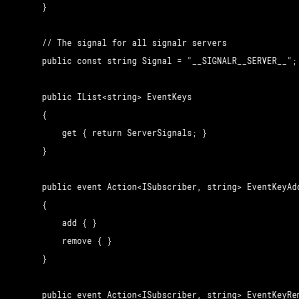 }
// The signal for all signalr servers
public const string Signal = "__SIGNALR__SERVER__";
public IList<string> EventKeys
{
get { return ServerSignals; }
}
public event Action<ISubscriber, string> EventKeyAdd
{
add { }
remove { }
}
public event Action<ISubscriber, string> EventKeyRem